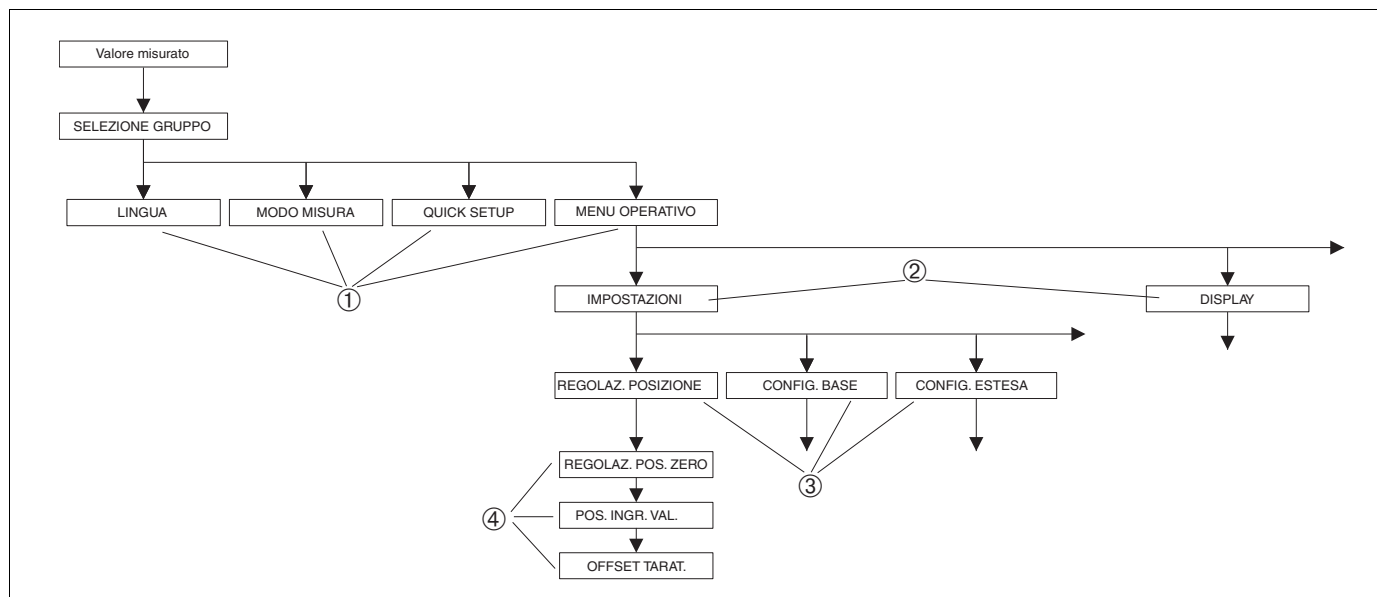 Valore misurato
SELEZIONE GRUPPO
LINGUA
MODO MISURA
QUICK SETUP
MENU OPERATIVO
①
②
IMPOSTAZIONI
DISPLAY
REGOLAZ. POSIZIONE
CONFIG. BASE
CONFIG. ESTESA
REGOLAZ. POS. ZERO
③
④
POS. INGR. VAL.
OFFSET TARAT.